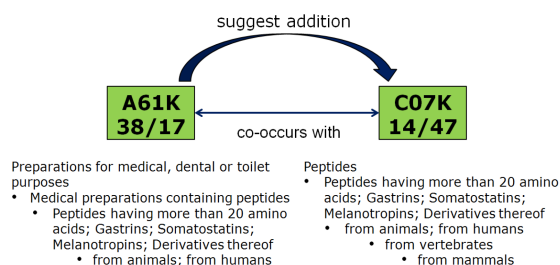 suggest addition
A61K
38/17
C07K
14/47
co-occurs with
Preparations for medical, dental or toilet
purposes
• Medical preparations containing peptides
• Peptides having more than 20 amino
acids; Gastrins; Somatostatins;
Melanotropins; Derivatives thereof
• from animals; from humans
Peptides
• Peptides having more than 20 amino
acids; Gastrins; Somatostatins;
Melanotropins; Derivatives thereof
• from animals; from humans
• from vertebrates
• from mammals